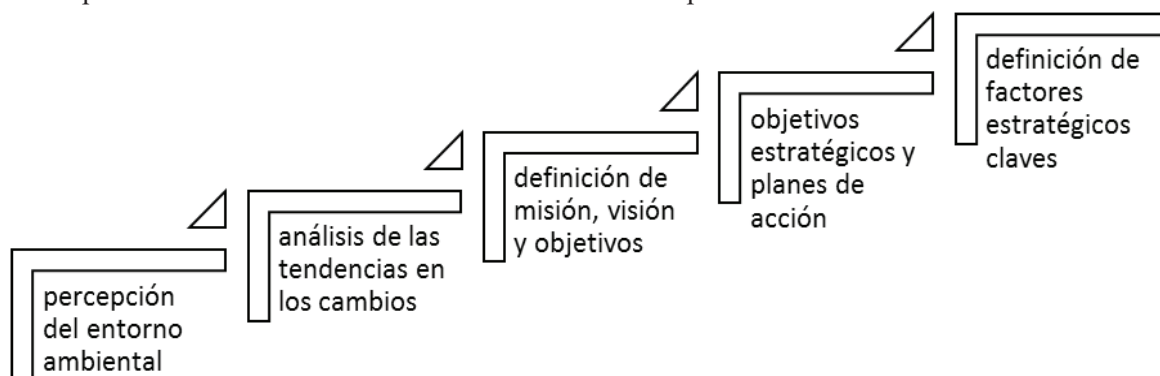 percepción
del entorno
ambiental
análisis de las
tendencias en
los cambios
definición de
misión, visión
y objetivos
objetivos
estratégicos y
planes de
acción
definición de
factores
estratégicos
claves